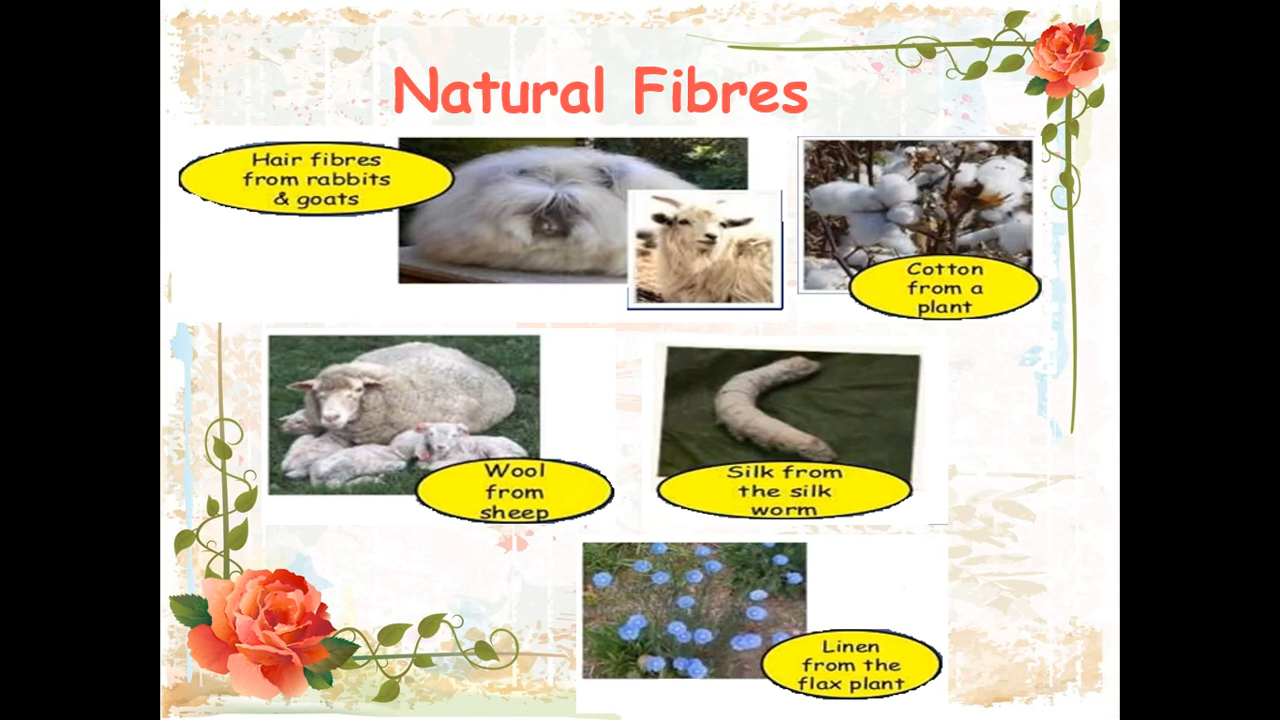 Natural Fibres
Hair fibres
from rabbits
& goats
Cotton
from a
plant
Wool
from
sheep
Silk from
the silk
worm
Linen
from the
flax plant